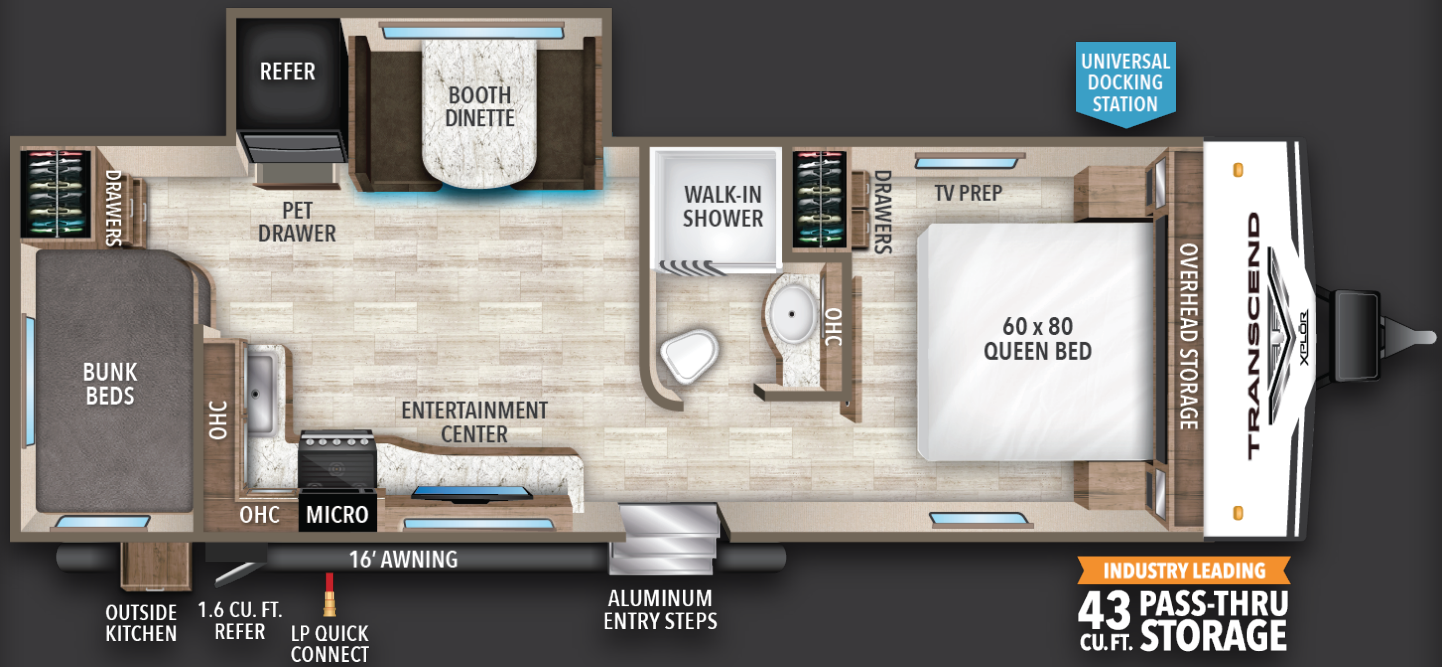 REFER
BOOTH
DINETTE
UNIVERSAL
DOCKING
STATION
DRAWERS
PET
DRAWER
WALK-IN
SHOWER
DRAWERS
TV PREP
OVERHEAD STORAGE
TRANSCEND
XPLOR
60 x 80
QUEEN BED
OHC
BUNK
BEDS
OHC
ENTERTAINMENT
CENTER
OHC
MICRO
16’ AWNING
OUTSIDE
KITCHEN
1.6 CU. FT.
REFER
LP QUICK
CONNECT
ALUMINUM
ENTRY STEPS
INDUSTRY LEADING
43 CU. FT. PASS-THRU
STORAGE